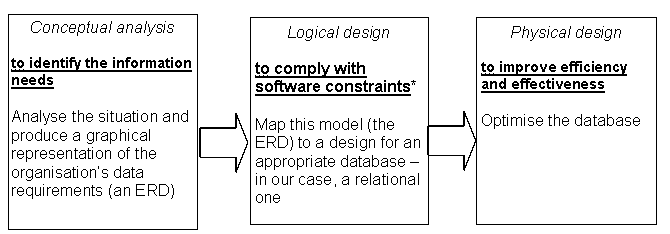 Conceptual analysis
to identify the information
needs
Analyse the situation and
produce a graphical
representation of the
organisation's data
requirements (an ERD)
Logical design
to comply with
software constraints*
Map this model (the
ERD) to a design for an
appropriate database –
in our case, a relational
one
Physical design
to improve efficiency
and effectiveness
Optimise the database